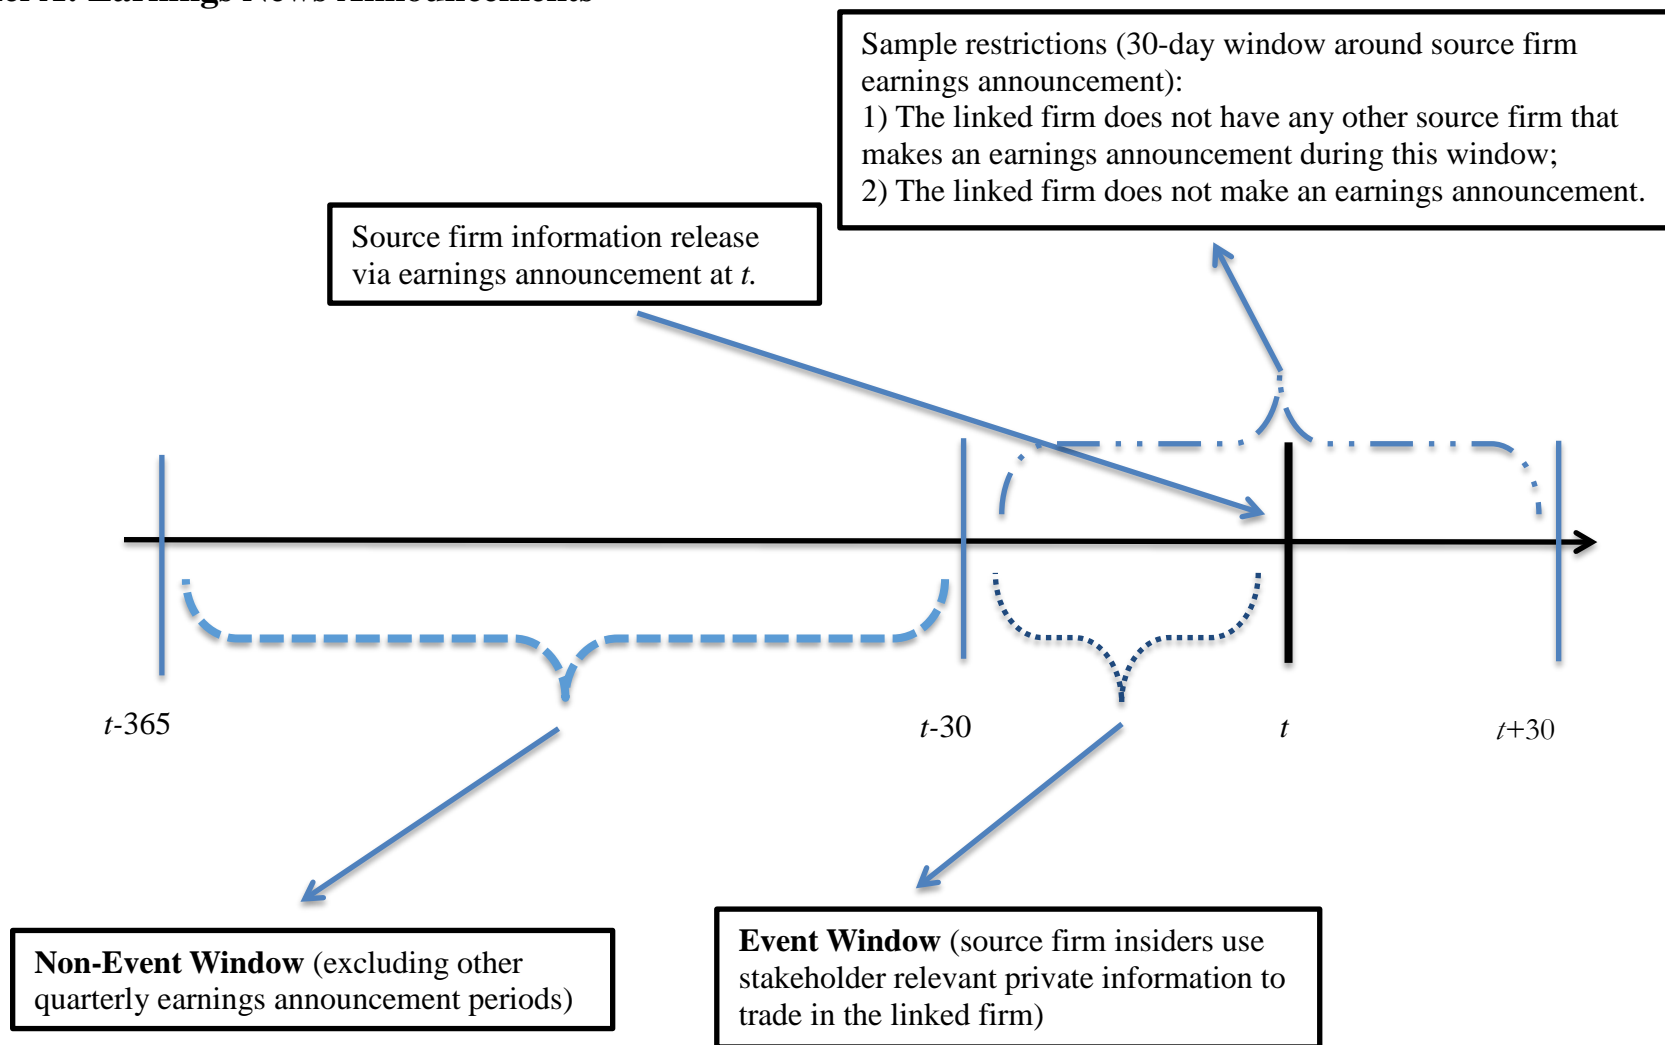 Earnings News Announcements
Sample restrictions (30-day window around source firm
earnings announcement):
1) The linked firm does not have any other source firm that
makes an earnings announcement during this window;
2) The linked firm does not make an earnings announcement.
Source firm information release
via earnings announcement at t.
t-365
t-30
t
t+30
Non-Event Window (excluding other
quarterly earnings announcement periods)
Event Window (source firm insiders use
stakeholder relevant private information to
trade in the linked firm)